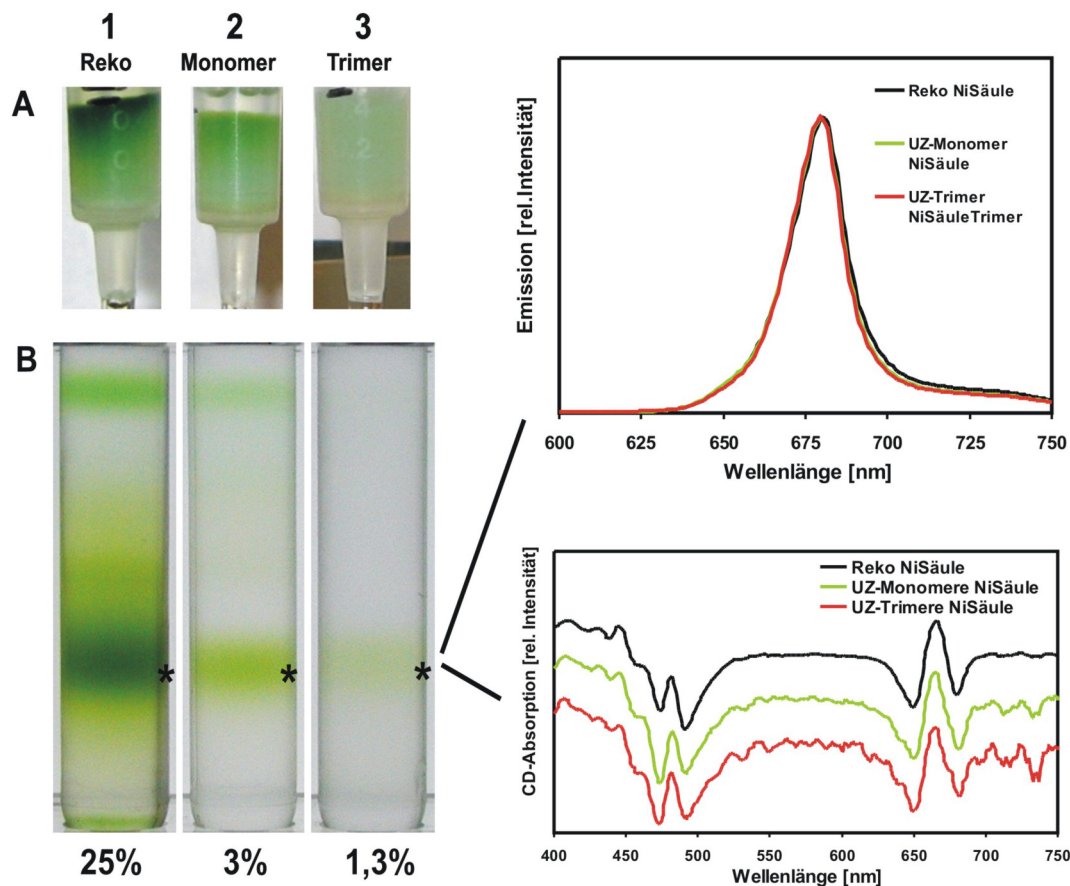 1 2 3
Reko Monomer Trimer
A
B
* * *
25% 3% 1,3%
Emission [rel.Intensität]
Reko NiSäule
UZ-Monomer
NiSäule
UZ-Trimer
NiSäuleTrimer
600 625 650 675 700 725 750
Wellenlänge [nm]
CD-Absorption [rel. Intensität]
Reko NiSäule
UZ-Monomere NiSäule
UZ-Trimere NiSäule
400 450 500 550 600 650 700 750
Wellenlänge [nm]